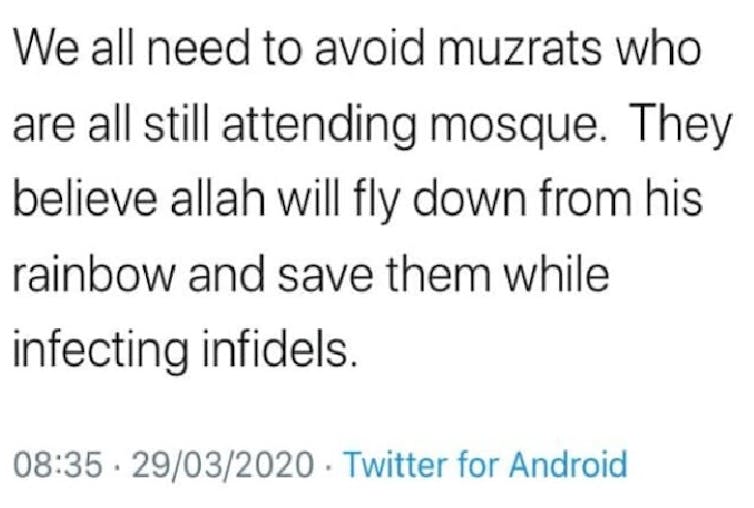 We all need to avoid muzrats who
are all still attending mosque. They
believe allah will fly down from his
rainbow and save them while
infecting infidels.
08:35 · 29/03/2020 · Twitter for Android